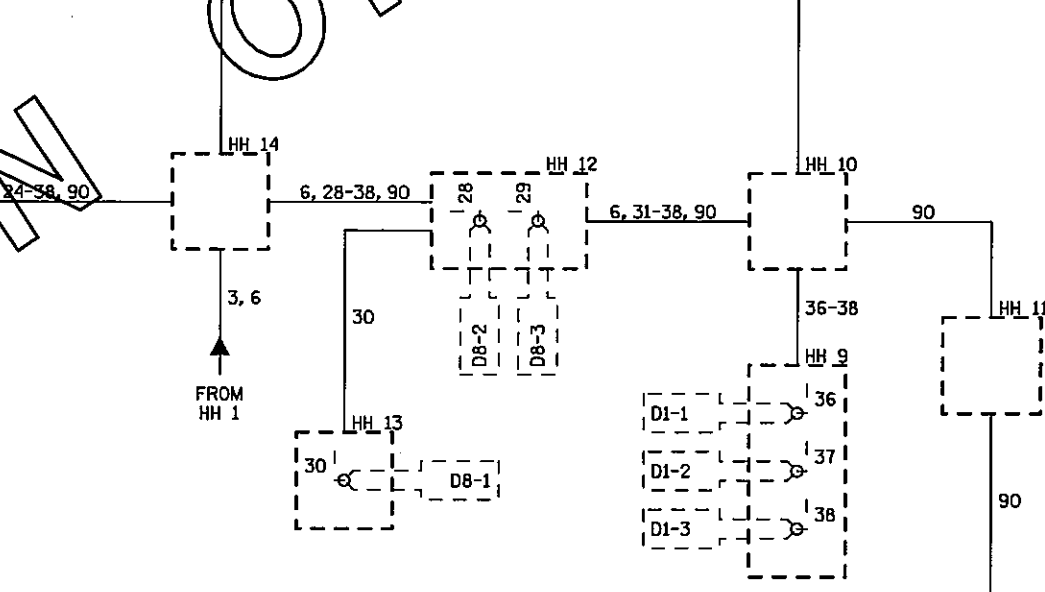 HH 14
HH 12
HH 10
24-38, 90
6, 28-38, 90
28
29
6, 31-38, 90
90
3, 6
30
D8-2
D8-3
36-38
HH 11
FROM
HH 1
HH 9
HH 13
D1-1
36
30
D8-1
D1-2
37
D1-3
38
90